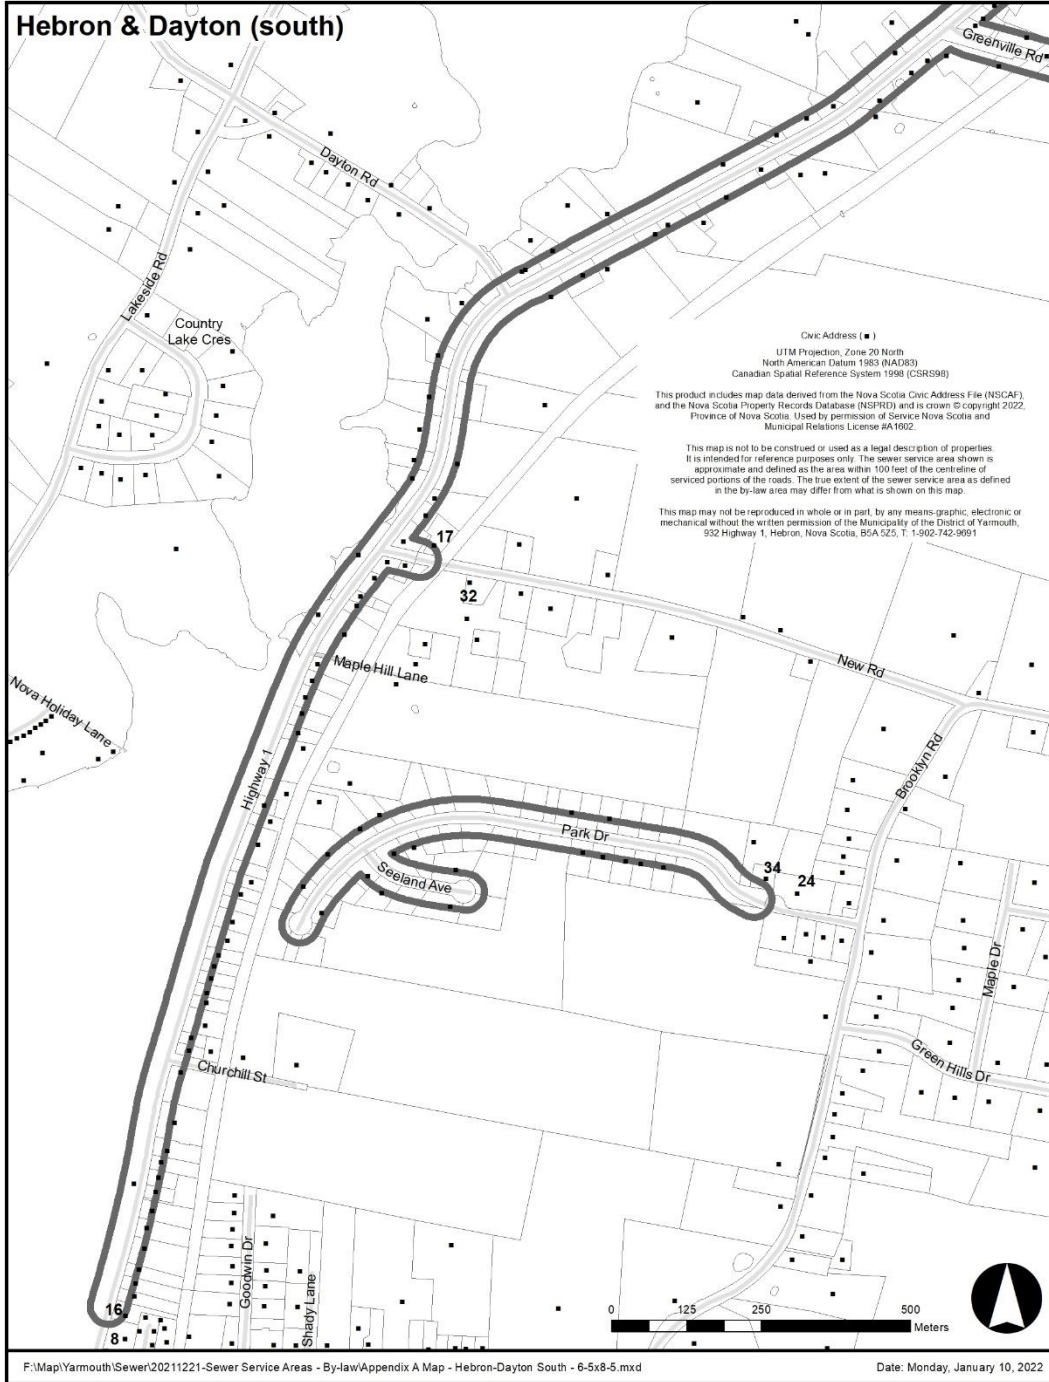 Hebron & Dayton (south)
Greenville Rd
Dayton Rd
Lakeside Rd
Country
Lake Cres
Civic Address ( ■ )
UTM Projection, Zone 20 North
North American Datum 1983 (NAD83)
Canadian Spatial Reference System 1998 (CSRS98)
This product includes map data derived from the Nova Scotia Civic Address File (NSCAF),
and the Nova Scotia Property Records Database (NSPRD) and is crown © copyright 2022,
Province of Nova Scotia. Used by permission of Service Nova Scotia and
Municipal Relations License #A1602.
This map is not to be construed or used as a legal description of properties.
It is intended for reference purposes only. The sewer service area shown is
approximate and defined as the area within 100 feet of the centreline of
serviced portions of the roads. The true extent of the sewer service area as defined
in the by-law area may differ from what is shown on this map.
This map may not be reproduced in whole or in part, by any means-graphic, electronic or
mechanical without the written permission of the Municipality of the District of Yarmouth,
932 Highway 1, Hebron, Nova Scotia, B5A 5Z5, T: 1-902-742-9691
17
32
New Rd
Maple Hill Lane
Nova Holiday Lane
Highway 1
Brooklyn Rd
Park Dr
Seeland Ave
34
24
Maple Dr
Green Hills Dr
Churchill St
Goodwin Dr
Shady Lane
16
8
0 125 250 500
Meters
F:\Map\Yarmouth\Sewer\20211221-Sewer Service Areas - By-law\Appendix A Map - Hebron-Dayton South - 6-5x8-5.mxd
Date: Monday, January 10, 2022